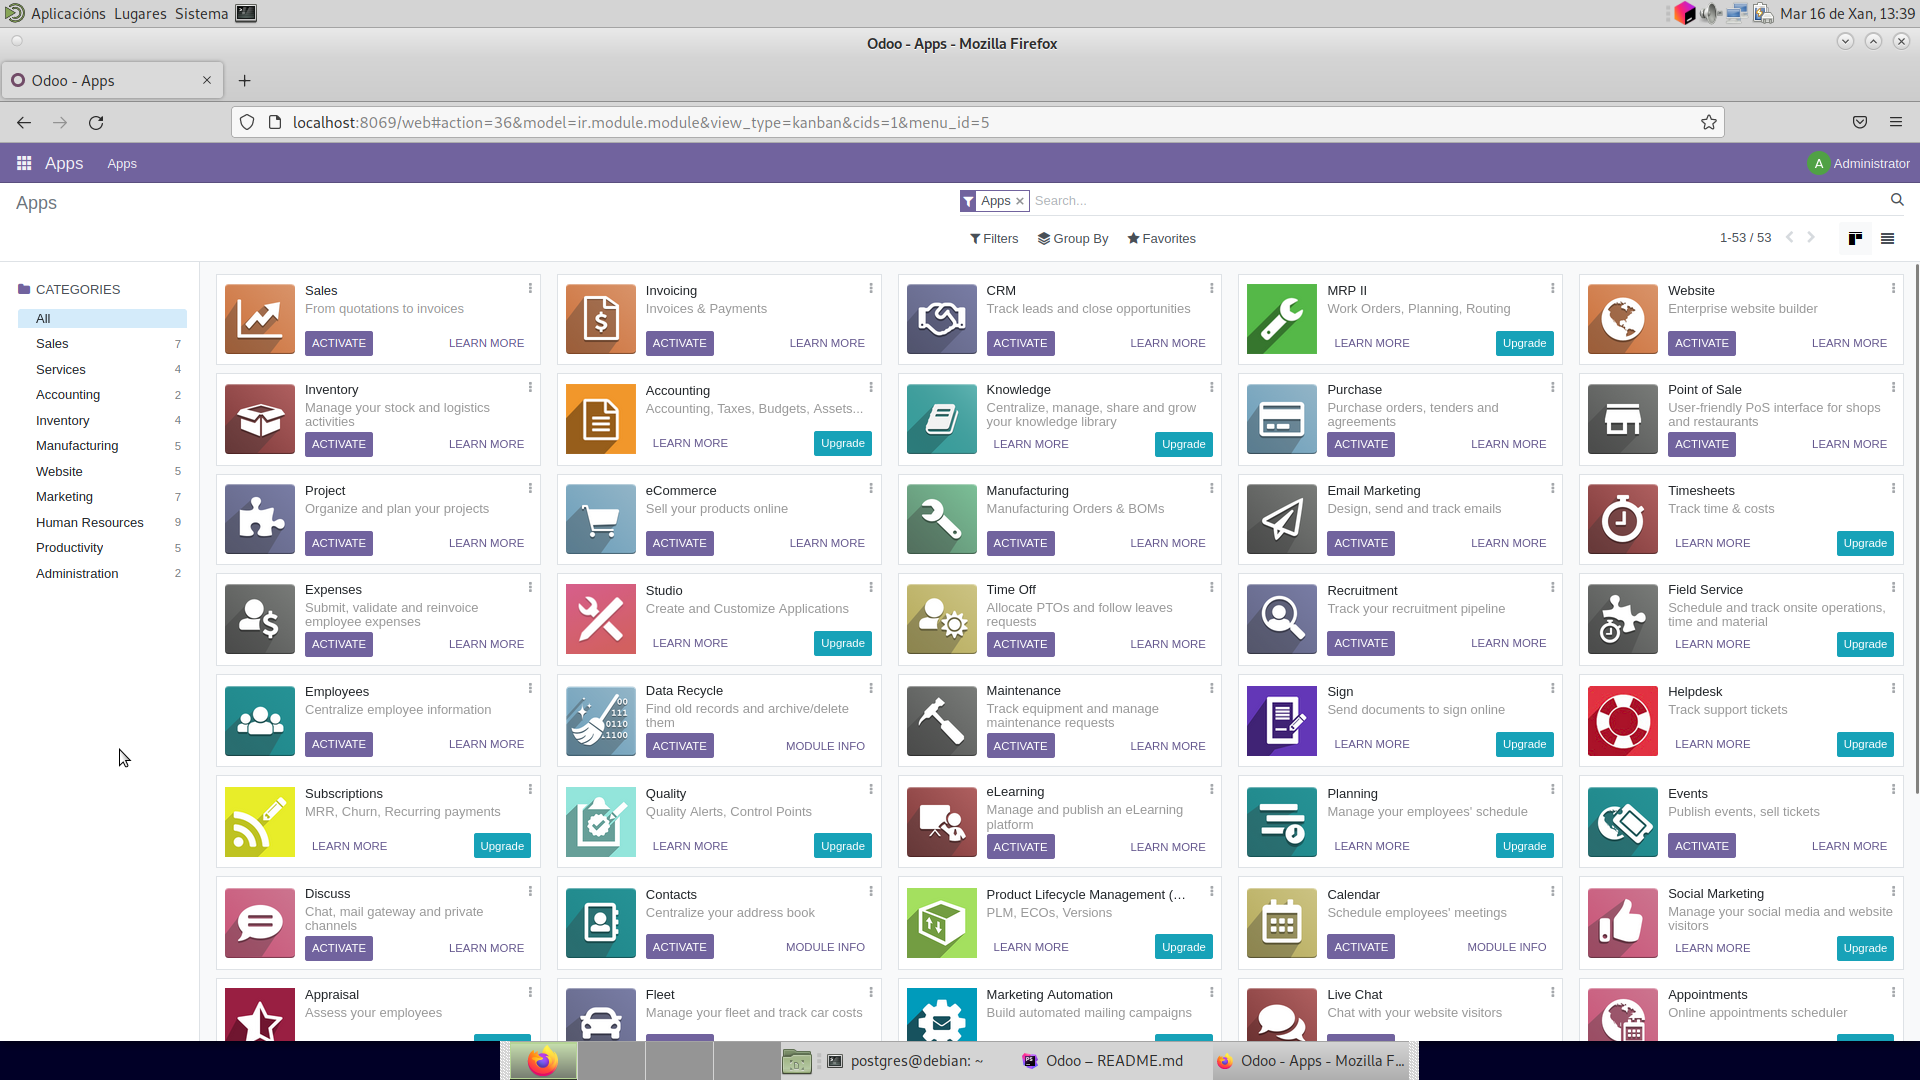 Aplicacións Lugares Sistema
Mar 16 de Xan, 13:39
Odoo - Apps - Mozilla Firefox
Odoo - Apps
localhost:8069/web#action=36&model=ir.module.module&view_type=kanban&cids=1&menu_id=5
Apps Apps
A Administrator
Apps
Apps Search...
Filters Group By Favorites
1-53 / 53
CATEGORIES
All
Sales 7
Services 4
Accounting 2
Inventory 4
Manufacturing 5
Website 5
Marketing 7
Human Resources 9
Productivity 5
Administration 2
Sales
From quotations to invoices
ACTIVATE LEARN MORE
Invoicing
Invoices & Payments
ACTIVATE LEARN MORE
CRM
Track leads and close opportunities
ACTIVATE LEARN MORE
MRP II
Work Orders, Planning, Routing
LEARN MORE Upgrade
Website
Enterprise website builder
ACTIVATE LEARN MORE
Inventory
Manage your stock and logistics
activities
ACTIVATE LEARN MORE
Accounting
Accounting, Taxes, Budgets, Assets...
LEARN MORE Upgrade
Knowledge
Centralize, manage, share and grow
your knowledge library
LEARN MORE Upgrade
Purchase
Purchase orders, tenders and
agreements
ACTIVATE LEARN MORE
Point of Sale
User-friendly PoS interface for shops
and restaurants
ACTIVATE LEARN MORE
Project
Organize and plan your projects
ACTIVATE LEARN MORE
eCommerce
Sell your products online
ACTIVATE LEARN MORE
Manufacturing
Manufacturing Orders & BOMs
ACTIVATE LEARN MORE
Email Marketing
Design, send and track emails
ACTIVATE LEARN MORE
Timesheets
Track time & costs
LEARN MORE Upgrade
Expenses
Submit, validate and reinvoice
employee expenses
ACTIVATE LEARN MORE
Studio
Create and Customize Applications
LEARN MORE Upgrade
Time Off
Allocate PTOs and follow leaves
requests
ACTIVATE LEARN MORE
Recruitment
Track your recruitment pipeline
ACTIVATE LEARN MORE
Field Service
Schedule and track onsite operations,
time and material
LEARN MORE Upgrade
Employees
Centralize employee information
ACTIVATE LEARN MORE
00
111
0110
11100
Data Recycle
Find old records and archive/delete
them
ACTIVATE MODULE INFO
Maintenance
Track equipment and manage
maintenance requests
ACTIVATE LEARN MORE
Sign
Send documents to sign online
LEARN MORE Upgrade
Helpdesk
Track support tickets
LEARN MORE Upgrade
Subscriptions
MRR, Churn, Recurring payments
LEARN MORE Upgrade
Quality
Quality Alerts, Control Points
LEARN MORE Upgrade
eLearning
Manage and publish an eLearning
platform
ACTIVATE LEARN MORE
Planning
Manage your employees' schedule
LEARN MORE Upgrade
Events
Publish events, sell tickets
ACTIVATE LEARN MORE
Discuss
Chat, mail gateway and private
channels
ACTIVATE LEARN MORE
Contacts
Centralize your address book
ACTIVATE MODULE INFO
Product Lifecycle Management (...
PLM, ECOs, Versions
LEARN MORE Upgrade
Calendar
Schedule employees' meetings
ACTIVATE MODULE INFO
Social Marketing
Manage your social media and website
visitors
LEARN MORE Upgrade
Appraisal
Assess your employees
Fleet
Manage your fleet and track car costs
Marketing Automation
Build automated mailing campaigns
Live Chat
Chat with your website visitors
Appointments
Online appointments scheduler
postgres@debian: ~
Odoo – README.md
Odoo - Apps - Mozilla F...